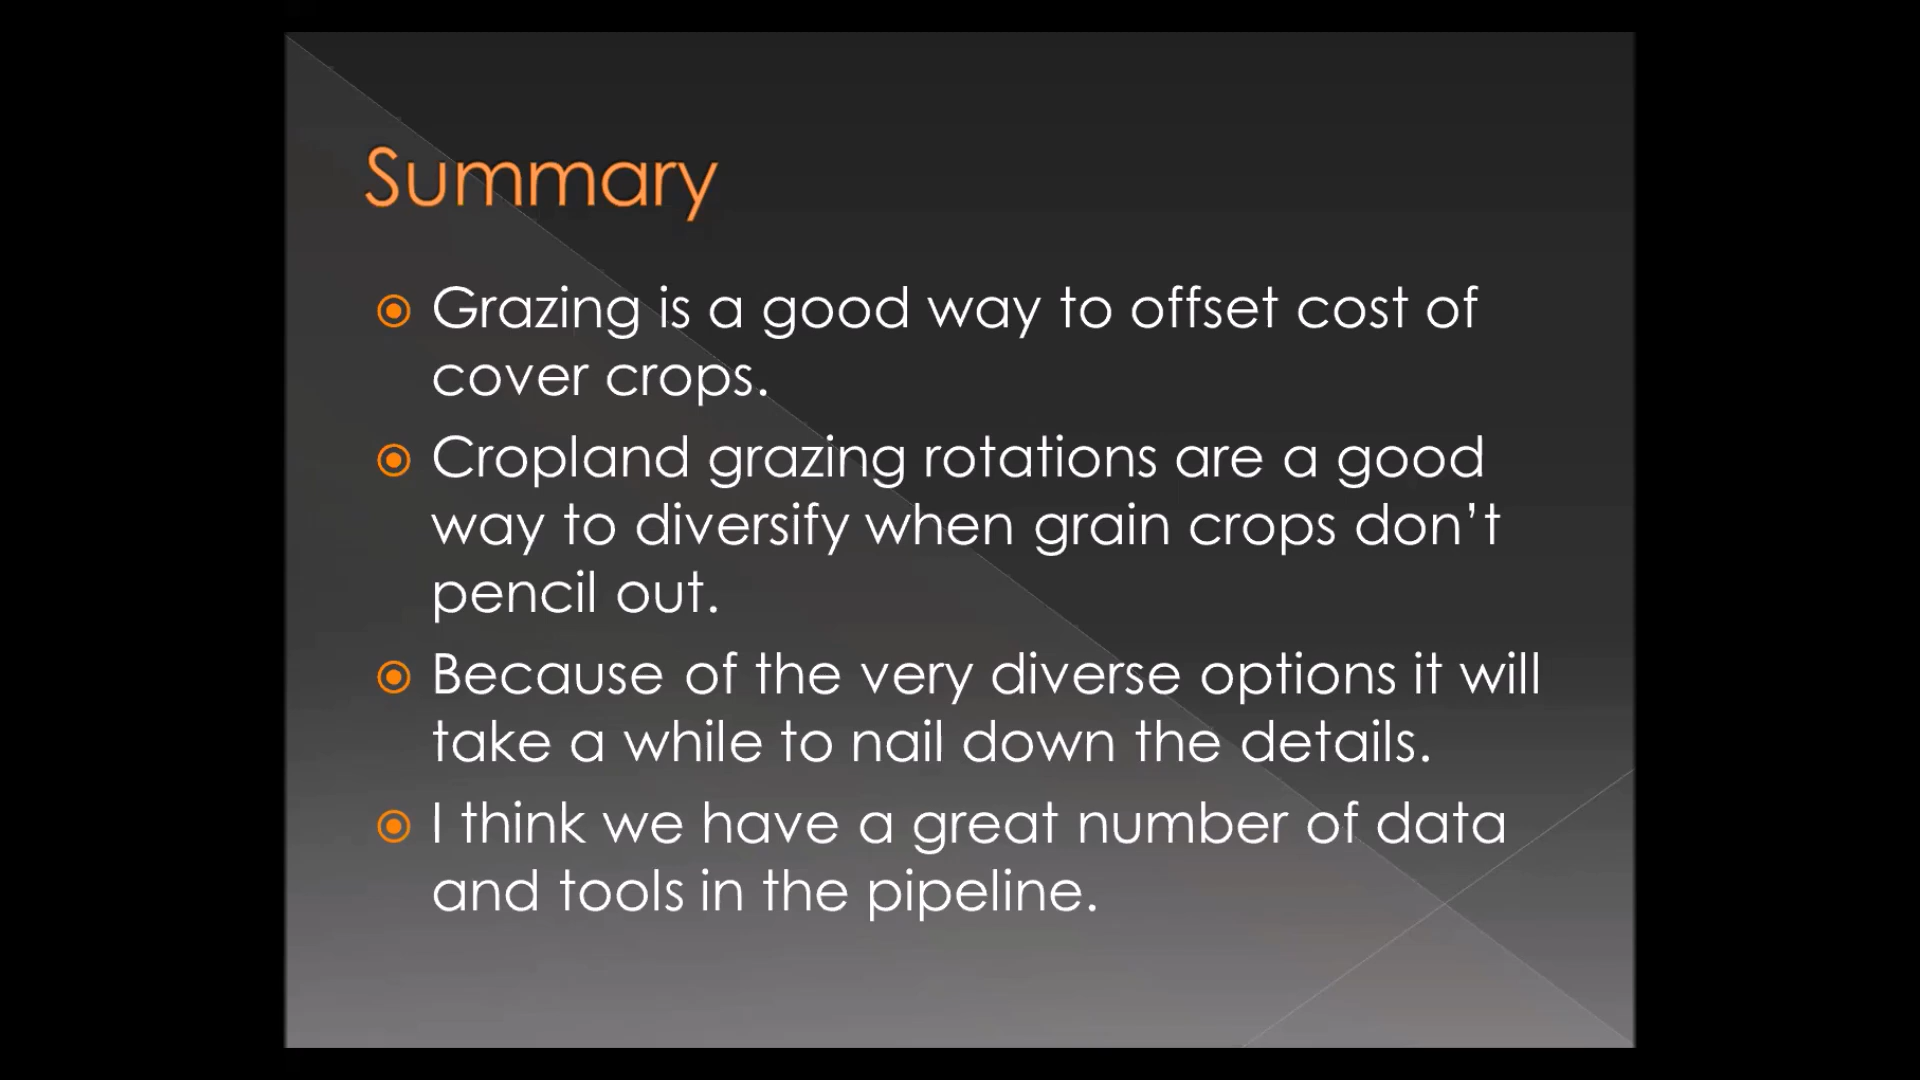 Summary
Grazing is a good way to offset cost of
cover crops.
Cropland grazing rotations are a good
way to diversify when grain crops don’t
pencil out.
Because of the very diverse options it will
take a while to nail down the details.
I think we have a great number of data
and tools in the pipeline.